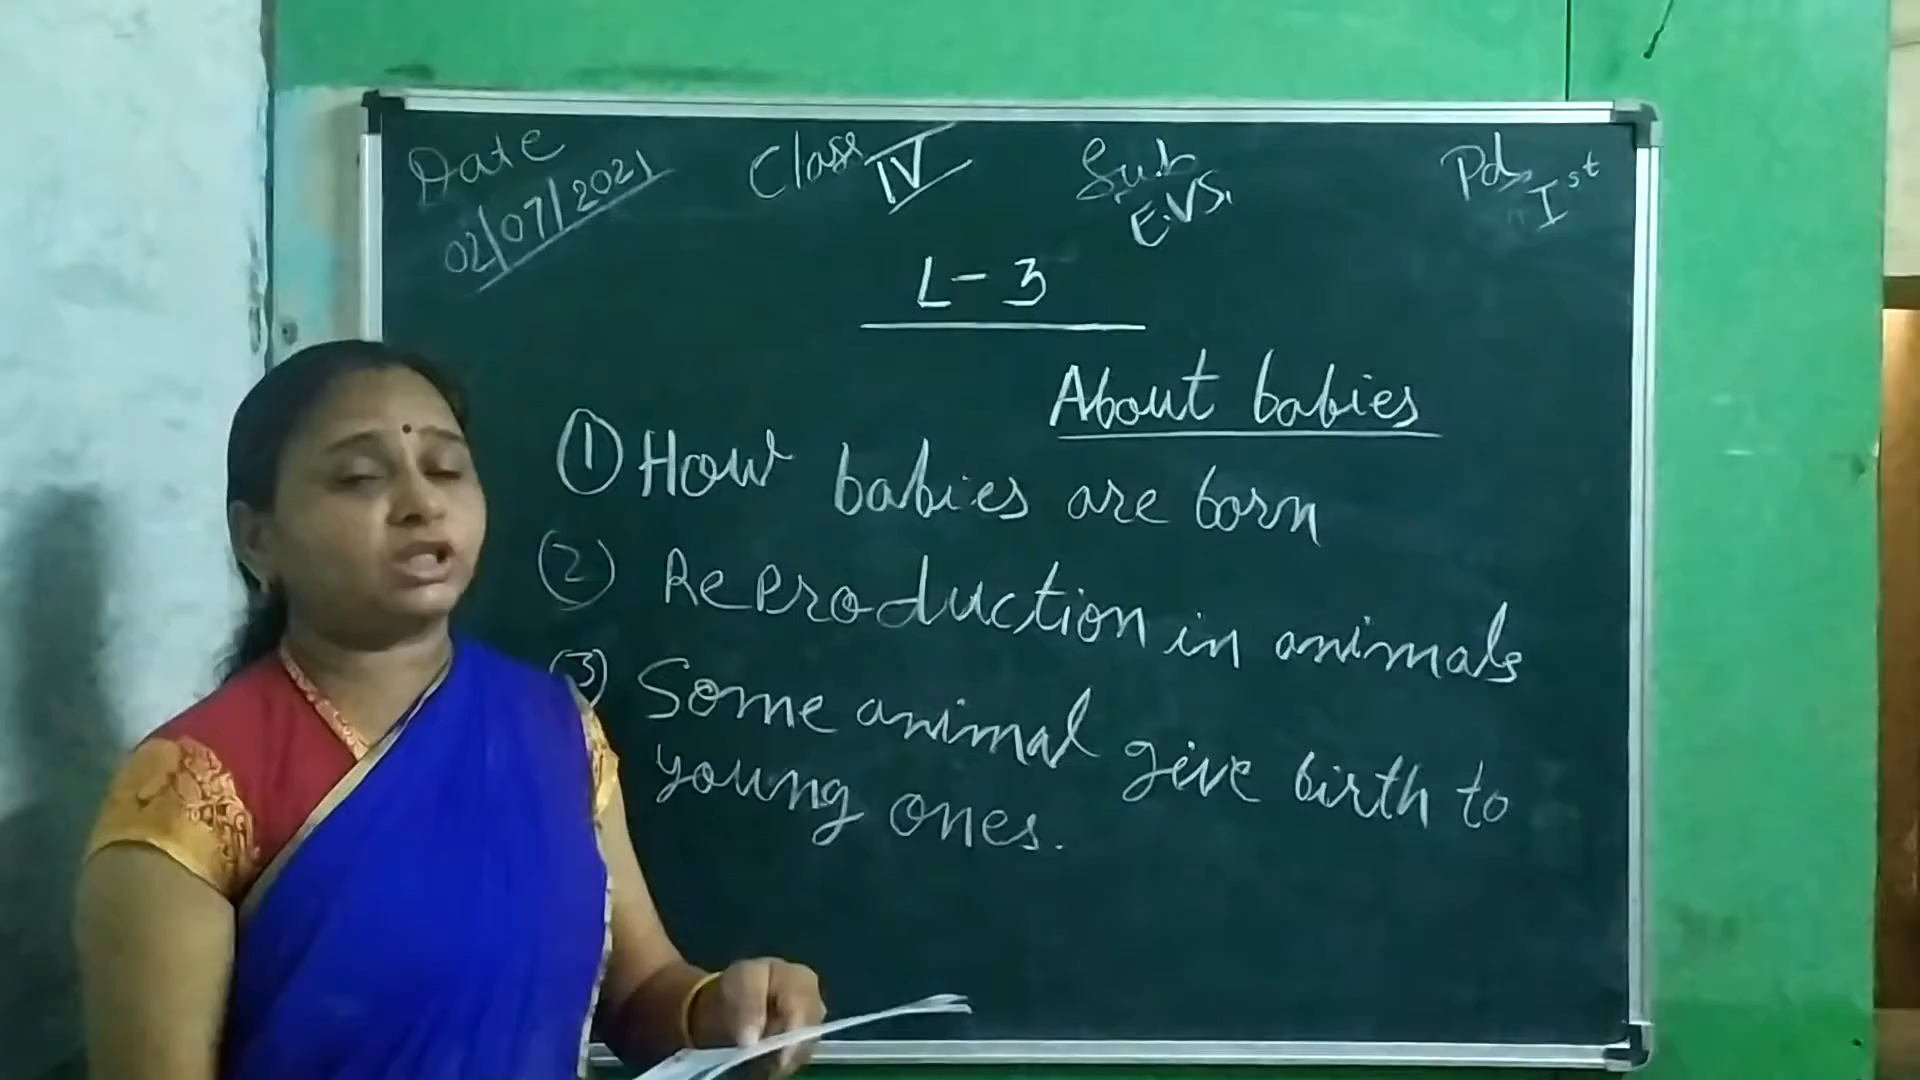 Date
02/07/2021
Class IV
Sub
E.VS.
Pd. Ist
L-3
About babies
① How babies are born
② Reproduction in animals
③ Some animal give birth to
young ones.